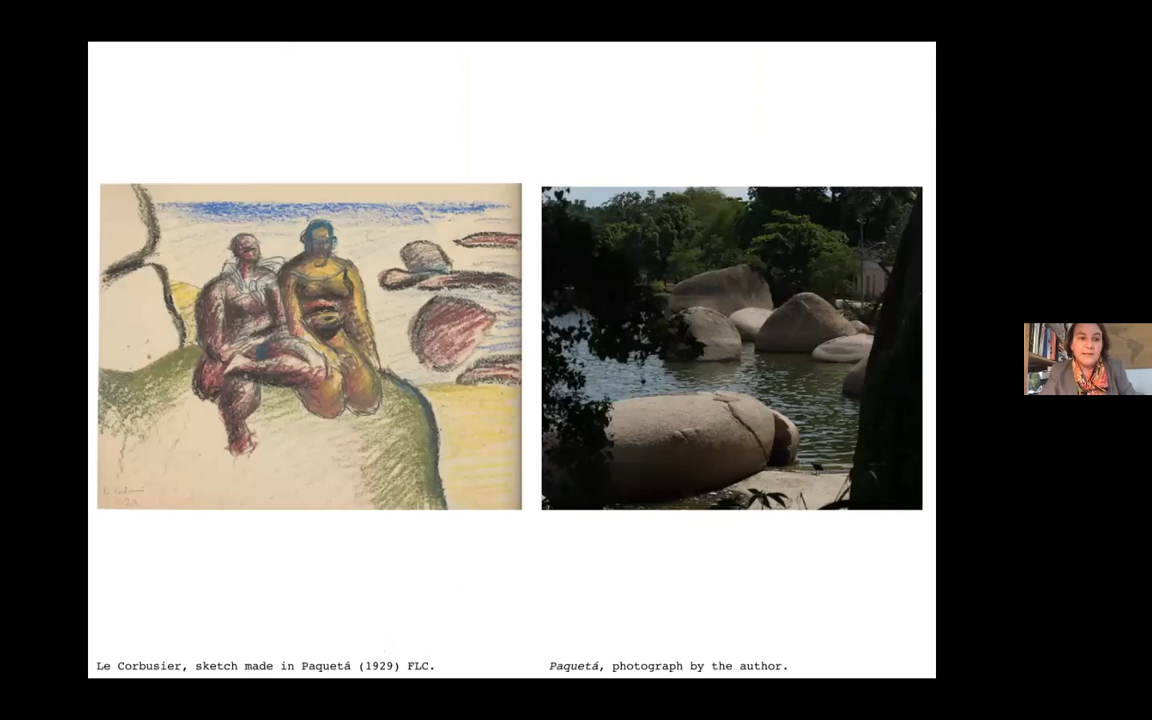 Le Corbusier, sketch made in Paquetá (1929) FLC.
Paquetá, photograph by the author.